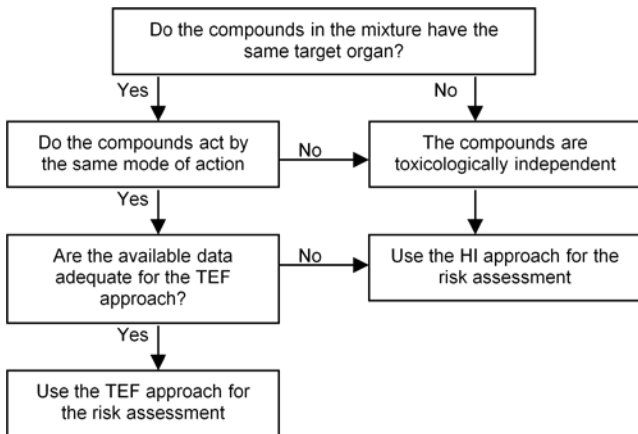 Do the compounds in the mixture have the
same target organ?
Yes
No
Do the compounds act by
the same mode of action
No
The compounds are
toxicologically independent
Yes
Are the available data
adequate for the TEF
approach?
No
Use the HI approach for the
risk assessment
Yes
Use the TEF approach for
the risk assessment